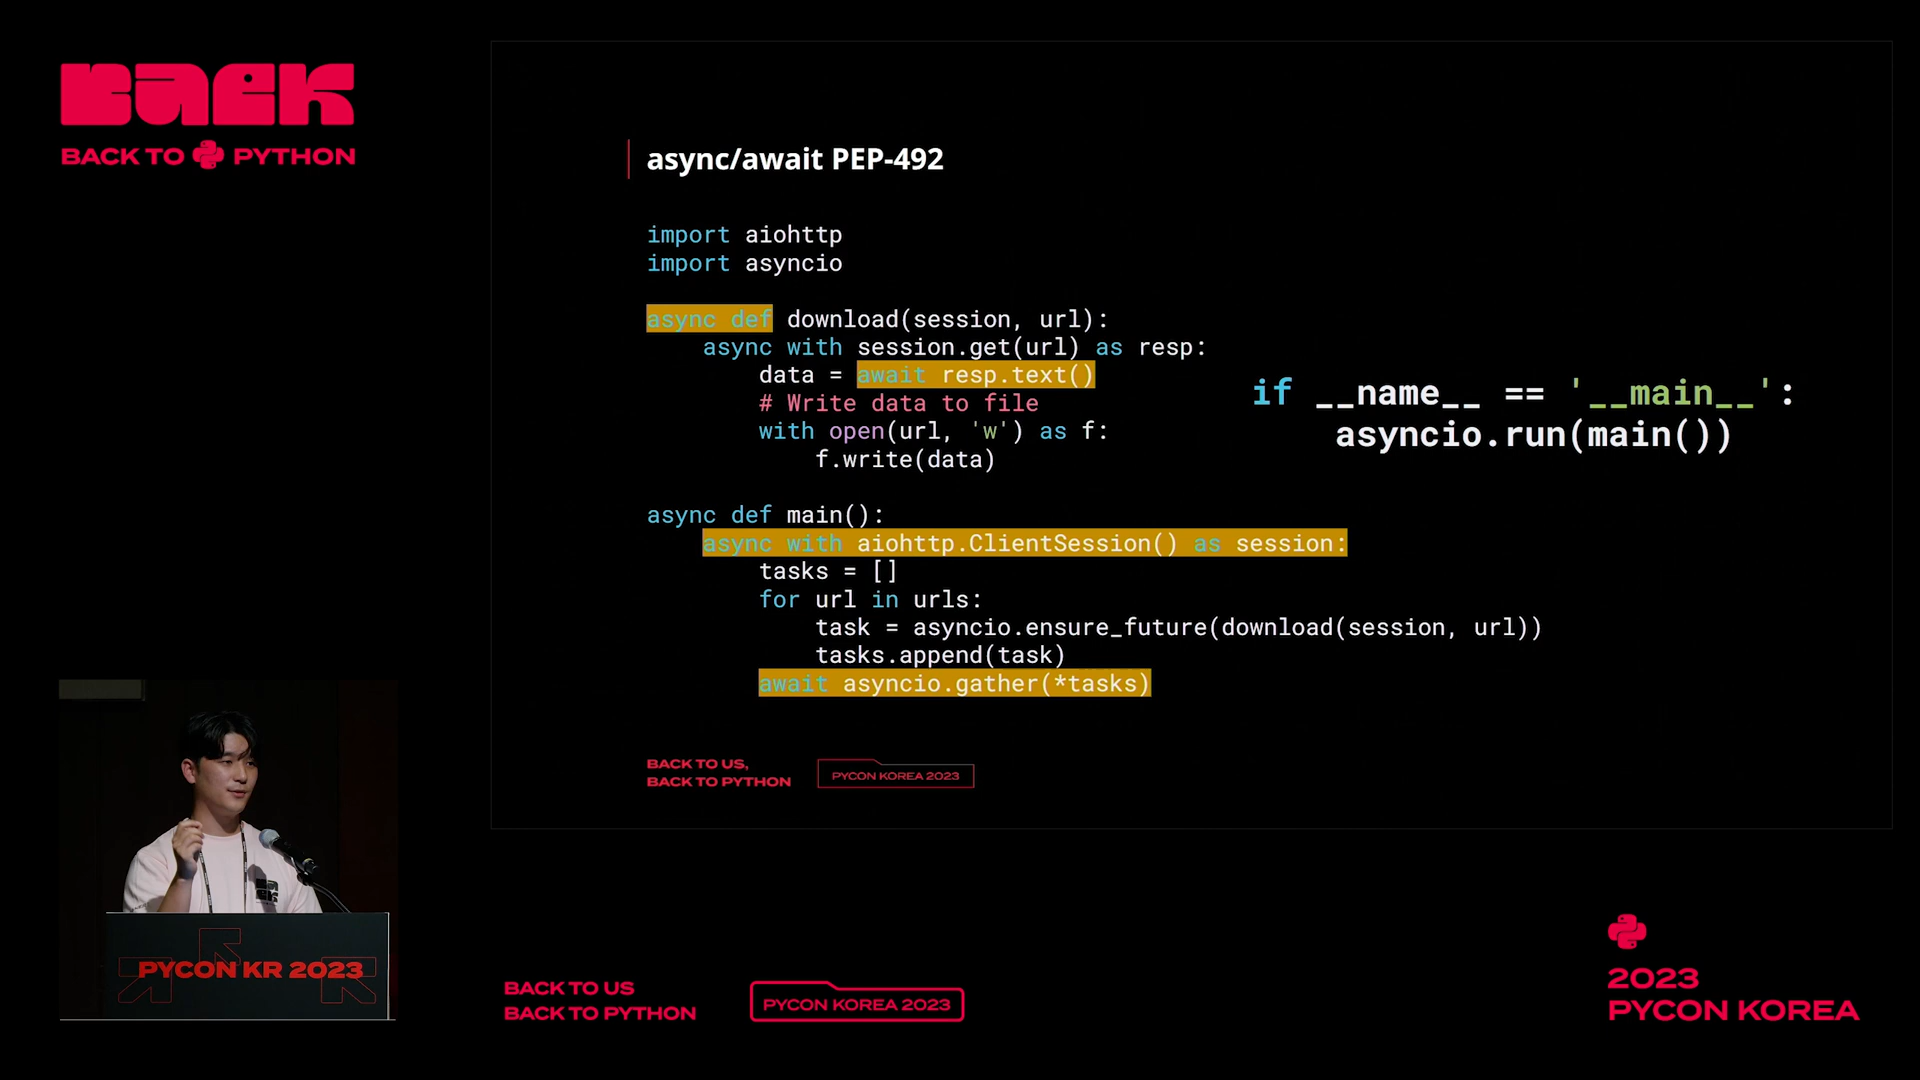 BACK
BACK TO PYTHON
async/await PEP-492
import aiohttp
import asyncio
async def download(session, url):
    async with session.get(url) as resp:
        data = await resp.text()
        # Write data to file
        with open(url, 'w') as f:
            f.write(data)
async def main():
    async with aiohttp.ClientSession() as session:
        tasks = []
        for url in urls:
            task = asyncio.ensure_future(download(session, url))
            tasks.append(task)
        await asyncio.gather(*tasks)
if __name__ == '__main__':
    asyncio.run(main())
BACK TO US,
BACK TO PYTHON
PYCON KOREA 2023
PYCON KR 2023
BACK TO US
BACK TO PYTHON
PYCON KOREA 2023
2023
PYCON KOREA